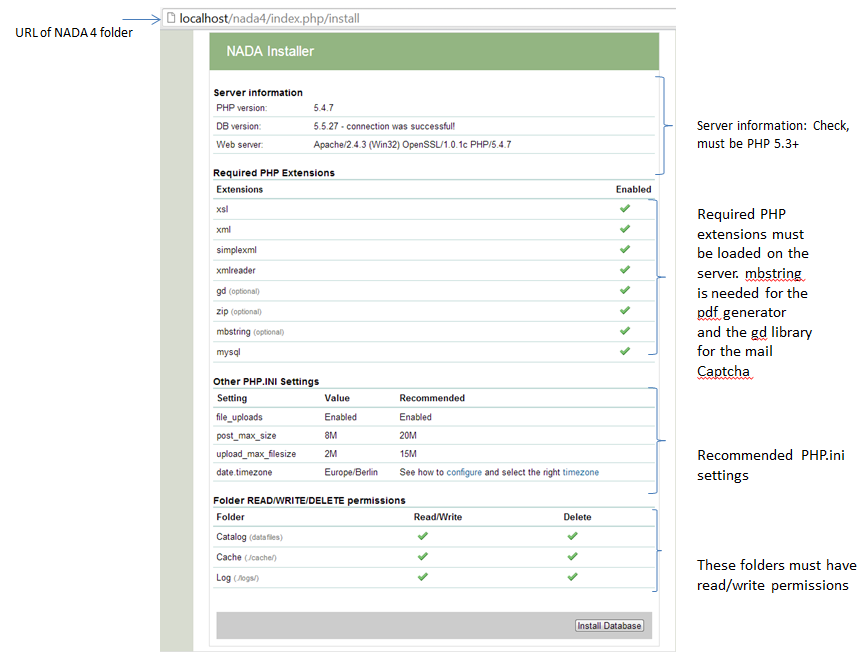 localhost/nada4/index.php/install
URL of NADA 4 folder
NADA Installer
Server information
PHP version: 5.4.7
DB version: 5.5.27 - connection was successful!
Web server: Apache/2.4.3 (Win32) OpenSSL/1.0.1c PHP/5.4.7
Server information: Check,
must be PHP 5.3+
Required PHP Extensions
Extensions Enabled
xsl
xml
simplexml
xmlreader
gd (optional)
zip (optional)
mbstring (optional)
mysql
Required PHP
extensions must
be loaded on the
server. mbstring
is needed for the
pdf generator
and the gd library
for the mail
Captcha
Other PHP.INI Settings
Setting Value Recommended
file_uploads Enabled Enabled
post_max_size 8M 20M
upload_max_filesize 2M 15M
date.timezone Europe/Berlin See how to configure and select the right timezone
Recommended PHP.ini
settings
Folder READ/WRITE/DELETE permissions
Folder Read/Write Delete
Catalog (datafiles)
Cache (./cache/)
Log (./logs/)
These folders must have
read/write permissions
Install Database